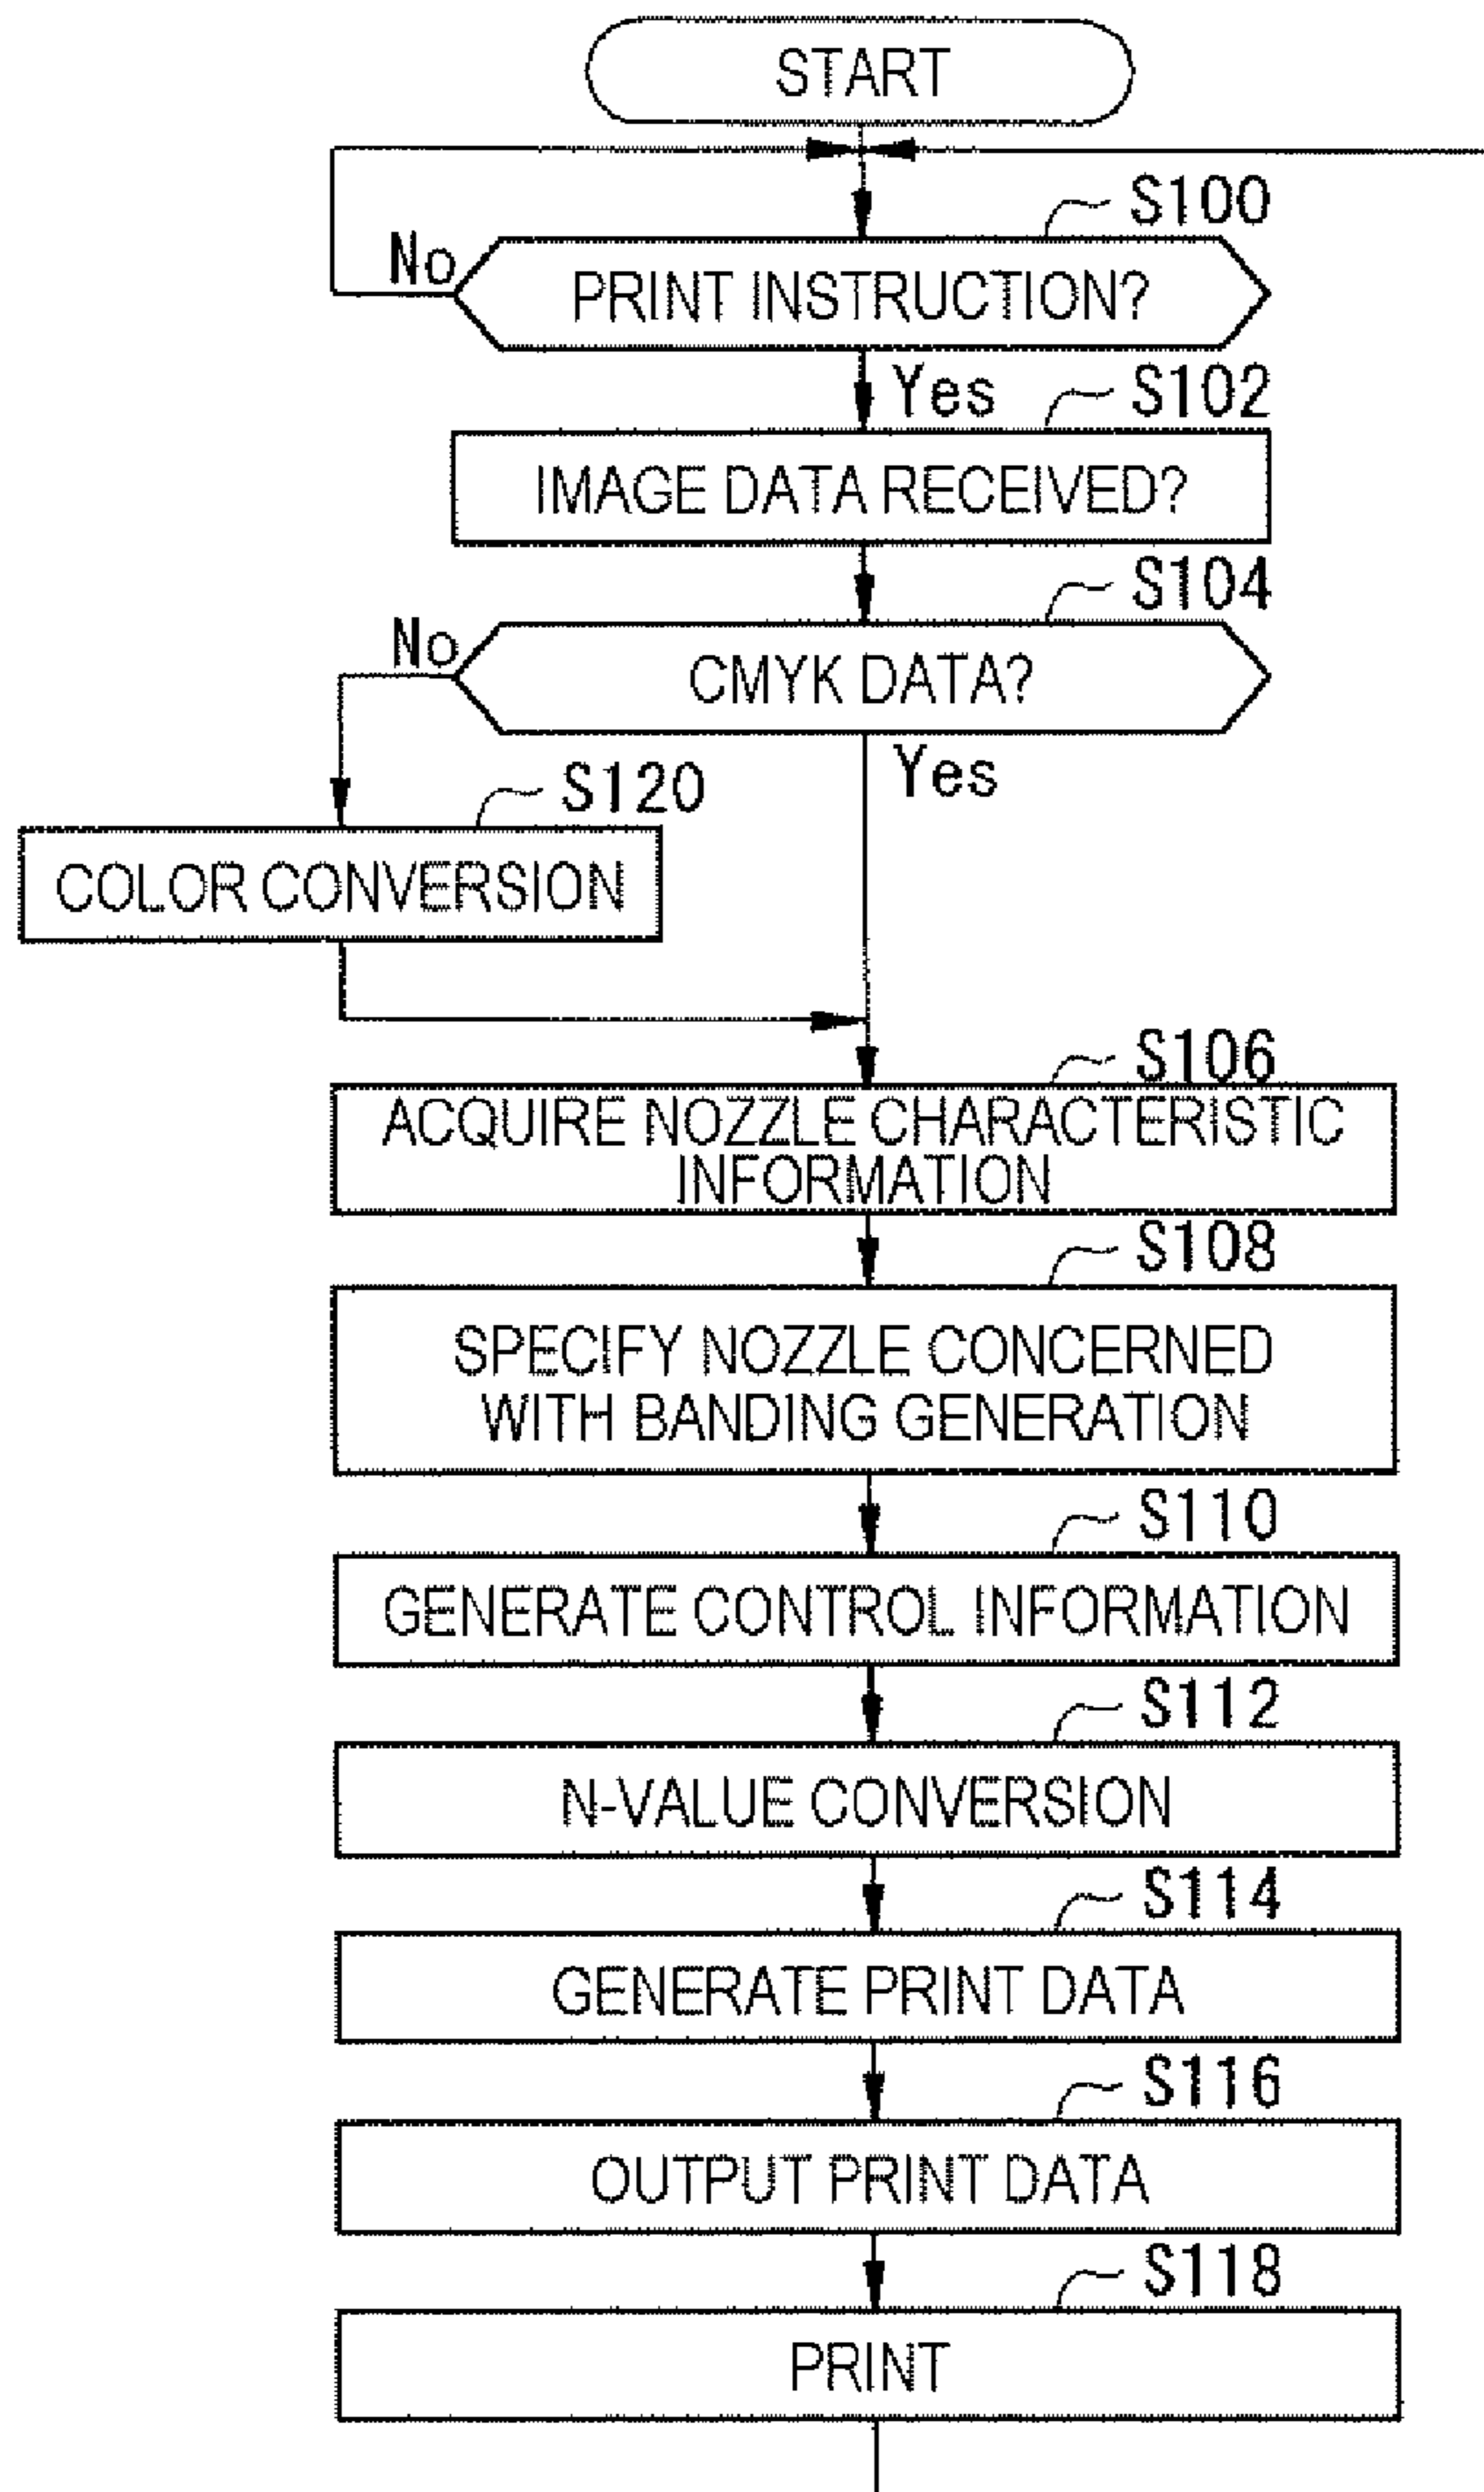 START
S100
No
PRINT INSTRUCTION?
Yes
S102
IMAGE DATA RECEIVED?
S104
No
CMYK DATA?
Yes
S120
COLOR CONVERSION
S106
ACQUIRE NOZZLE CHARACTERISTIC
INFORMATION
S108
SPECIFY NOZZLE CONCERNED
WITH BANDING GENERATION
S110
GENERATE CONTROL INFORMATION
S112
N-VALUE CONVERSION
S114
GENERATE PRINT DATA
S116
OUTPUT PRINT DATA
S118
PRINT